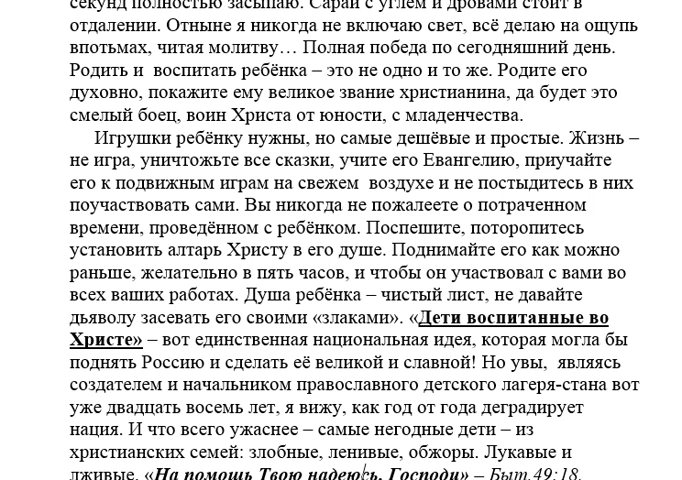 секунд полностью засыпаю. Сарай с углем и дровами стоит в
отдалении. Отныне я никогда не включаю свет, всё делаю на ощупь
впотьмах, читая молитву… Полная победа по сегодняшний день.
Родить и воспитать ребёнка – это не одно и то же. Родите его
духовно, покажите ему великое звание христианина, да будет это
смелый боец, воин Христа от юности, с младенчества.
Игрушки ребёнку нужны, но самые дешёвые и простые. Жизнь –
не игра, уничтожьте все сказки, учите его Евангелию, приучайте
его к подвижным играм на свежем воздухе и не постыдитесь в них
поучаствовать сами. Вы никогда не пожалеете о потраченном
времени, проведённом с ребёнком. Поспешите, поторопитесь
установить алтарь Христу в его душе. Поднимайте его как можно
раньше, желательно в пять часов, и чтобы он участвовал с вами во
всех ваших работах. Душа ребёнка – чистый лист, не давайте
дьяволу засевать его своими «злаками». «Дети воспитанные во
Христе» – вот единственная национальная идея, которая могла бы
поднять Россию и сделать её великой и славной! Но увы, являясь
создателем и начальником православного детского лагеря-стана вот
уже двадцать восемь лет, я вижу, как год от года деградирует
нация. И что всего ужаснее – самые негодные дети – из
христианских семей: злобные, ленивые, обжоры. Лукавые и
лживые. «На помощь Твою надеюсь, Господи» – Быт.49:18.